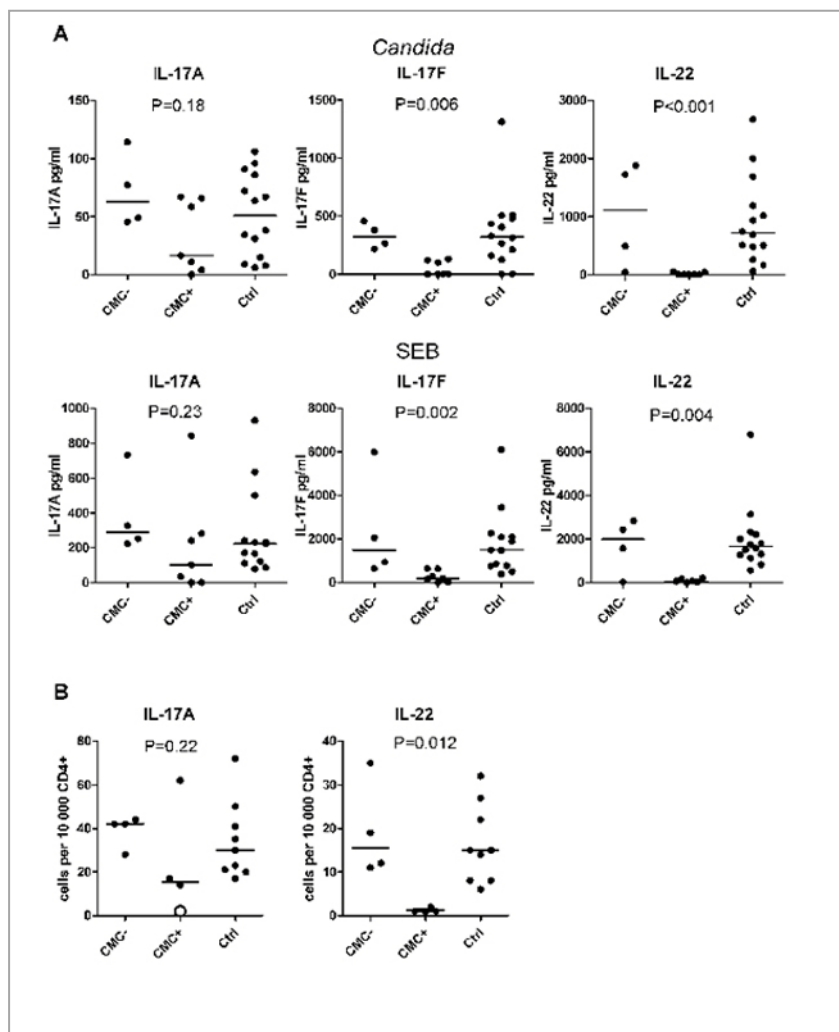 A
Candida
IL-17A
IL-17F
IL-22
P=0.18
P=0.006
P<0.001
IL-17A pg/ml
150
100
50
0
CMC-
CMC+
Ctrl
IL-17F pg/ml
1500
1000
500
0
CMC-
CMC+
Ctrl
IL-22 pg/ml
3000
2000
1000
0
CMC-
CMC+
Ctrl
SEB
IL-17A
IL-17F
IL-22
P=0.23
P=0.002
P=0.004
IL-17A pg/ml
1000
800
600
400
200
0
CMC-
CMC+
Ctrl
IL-17F pg/ml
8000
6000
4000
2000
0
CMC-
CMC+
Ctrl
IL-22 pg/ml
8000
6000
4000
2000
0
CMC-
CMC+
Ctrl
B
IL-17A
IL-22
P=0.22
P=0.012
cells per 10 000 CD4+
80
60
40
20
0
CMC-
CMC+
Ctrl
cells per 10 000 CD4+
40
30
20
10
0
CMC-
CMC+
Ctrl